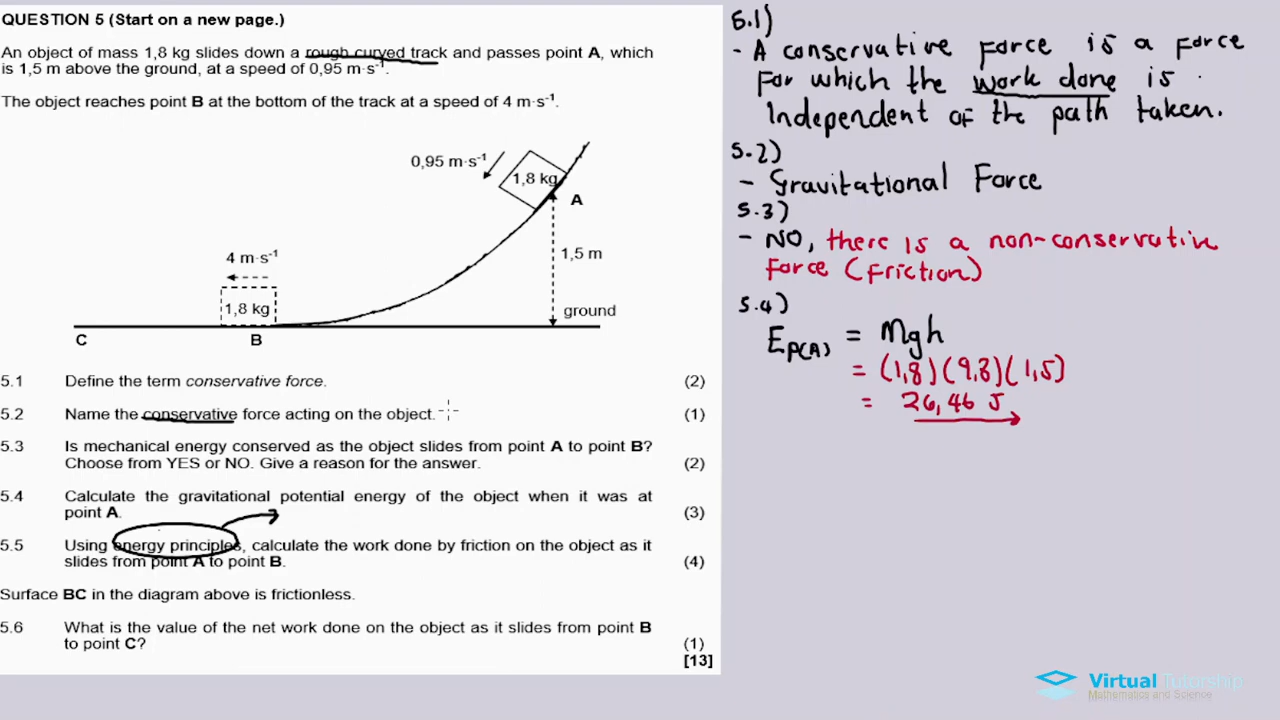 QUESTION 5 (Start on a new page.)
An object of mass 1,8 kg slides down a rough curved track and passes point A, which
is 1,5 m above the ground, at a speed of 0,95 m·s⁻¹.
The object reaches point B at the bottom of the track at a speed of 4 m·s⁻¹.
0,95 m·s⁻¹
1,8 kg
A
4 m·s⁻¹
1,5 m
1,8 kg
ground
C
B
5.1 Define the term conservative force. (2)
5.2 Name the conservative force acting on the object. (1)
5.3 Is mechanical energy conserved as the object slides from point A to point B?
Choose from YES or NO. Give a reason for the answer. (2)
5.4 Calculate the gravitational potential energy of the object when it was at
point A. (3)
5.5 Using energy principles, calculate the work done by friction on the object as it
slides from point A to point B. (4)
Surface BC in the diagram above is frictionless.
5.6 What is the value of the net work done on the object as it slides from point B
to point C? (1)
[13]
5.1)
- A conservative force is a force
for which the work done is
Independent of the path taken.
5.2)
- Gravitational Force
5.3)
- NO, there is a non-conservative
force (friction)
5.4)
Ep(A) = Mgh
= (1,8)(9,8)(1,5)
= 26,46 J
Virtual Tutorship
Mathematics and Science